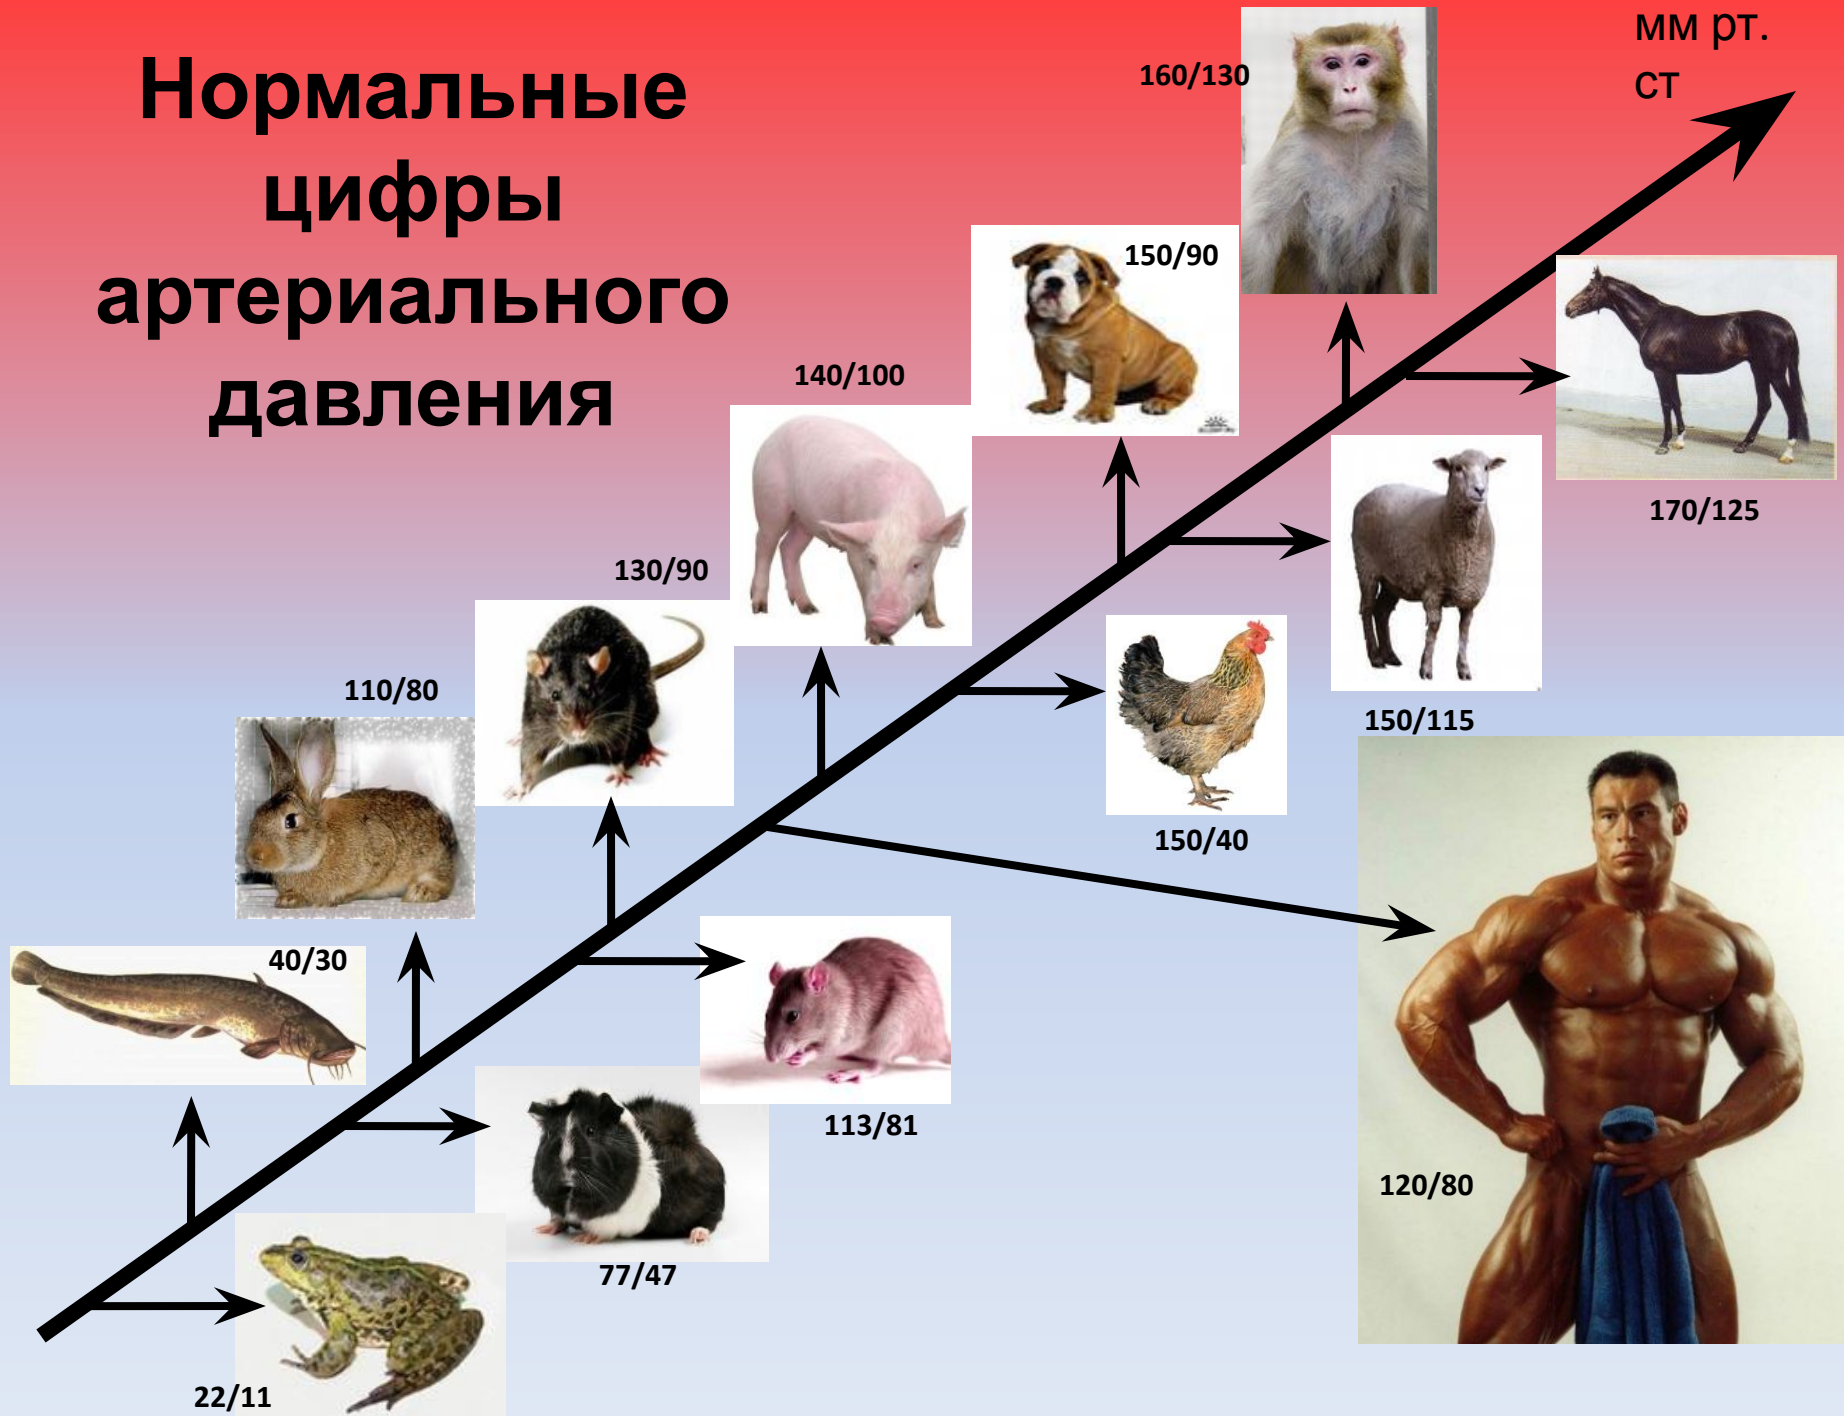 мм рт.
ст
Нормальные
цифры
артериального
давления
160/130
150/90
140/100
170/125
130/90
110/80
150/115
150/40
40/30
113/81
120/80
77/47
22/11